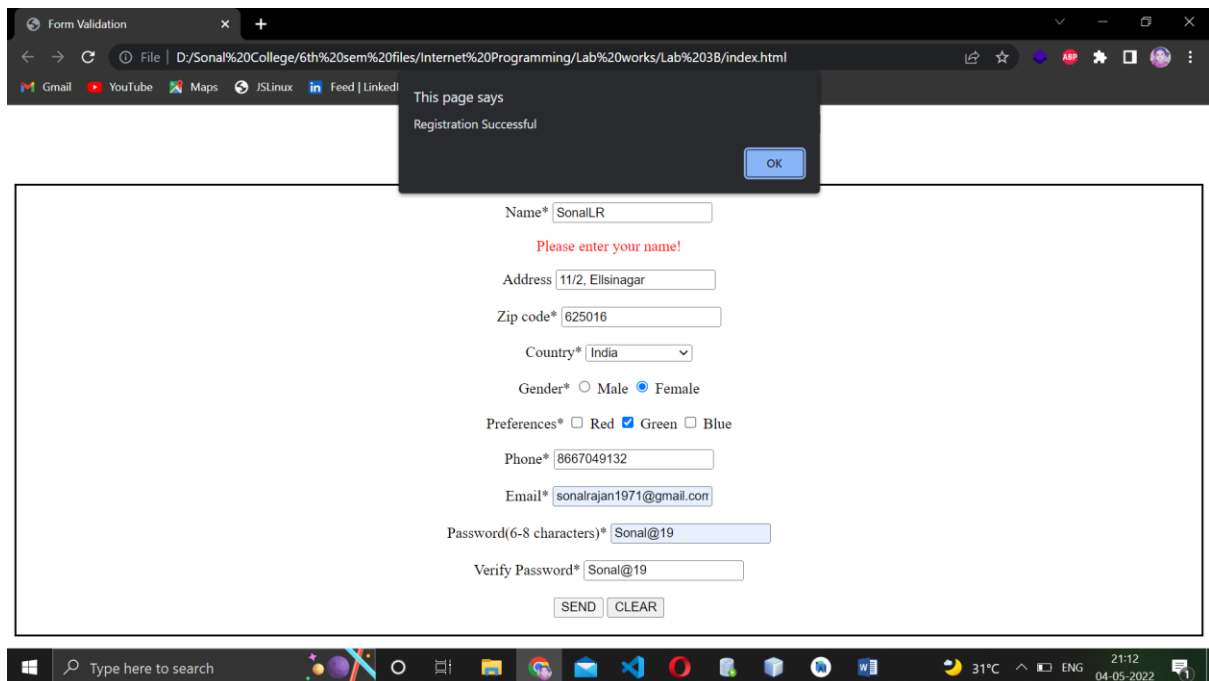 Form Validation
File D:/Sonal%20College/6th%20sem%20files/Internet%20Programming/Lab%20works/Lab%203B/index.html
ABP
Gmail YouTube Maps JSLinux Feed | LinkedI
This page says
Registration Successful
OK
Name* SonalLR
Please enter your name!
Address 11/2, Ellsinagar
Zip code* 625016
Country* India
Gender* Male Female
Preferences* Red Green Blue
Phone* 8667049132
Email* sonalrajan1971@gmail.com
Password(6-8 characters)* Sonal@19
Verify Password* Sonal@19
SEND CLEAR
Type here to search 31°C ENG 21:12
04-05-2022 1